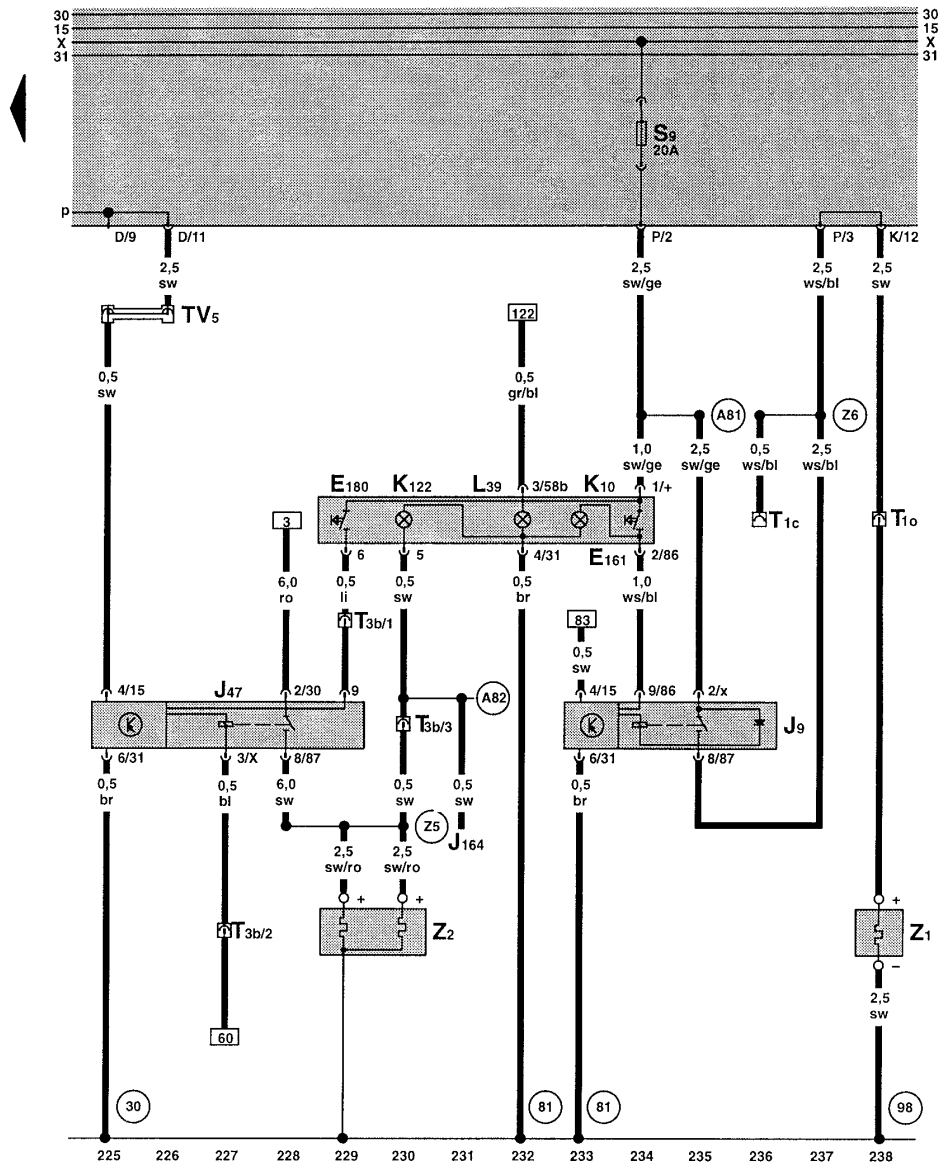 30 30
15 15
X X
31 31
S9
20A
p
D/9 D/11 P/2 P/3 K/12
2,5 2,5 2,5 2,5
sw sw/ge ws/bl sw
TV5
122
0,5 0,5
sw gr/bl
A81 Z6
1,0 2,5 0,5 2,5
sw/ge sw/ge ws/bl ws/bl
E180 K122 L39 3/58b K10 1/+
3 T1c T1o
6 5 4/31 E161 2/86
6,0 0,5 0,5 0,5 1,0
ro li sw br ws/bl
T3b/1 83
0,5
sw
4/15 J47 2/30 9 A82 4/15 9/86 2/x
T3b/3 J9
6/31 3/X 8/87 6/31 8/87
0,5 0,5 6,0 0,5 0,5 0,5
br bl sw sw sw br
Z5 J164
2,5 2,5
sw/ro sw/ro
+ + +
T3b/2 Z2 Z1
–
2,5
sw
60
30 81 81 98
225 226 227 228 229 230 231 232 233 234 235 236 237 238